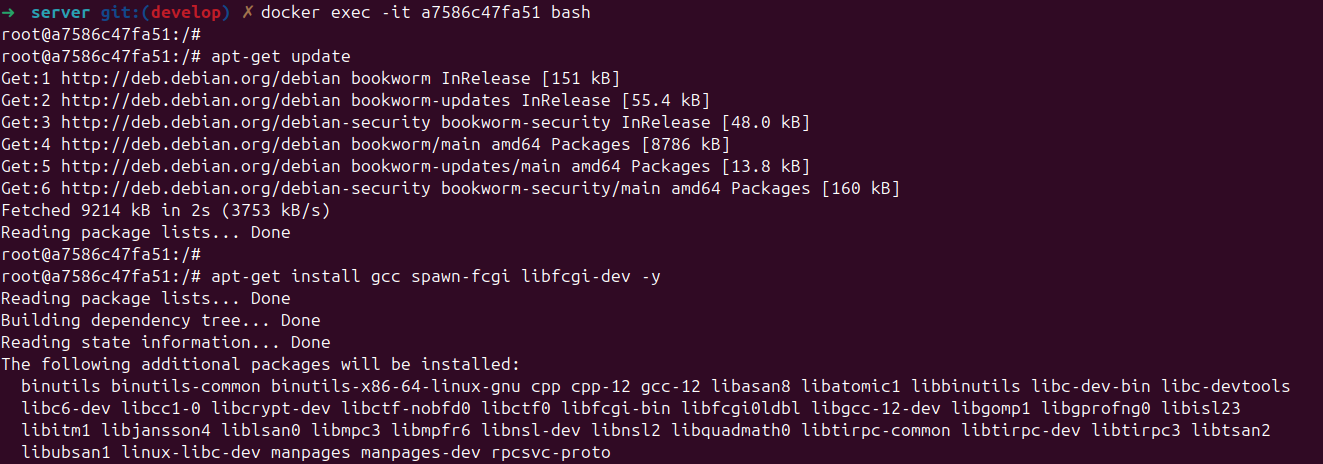 ➜ server git:(develop) ✗ docker exec -it a7586c47fa51 bash
root@a7586c47fa51:/#
root@a7586c47fa51:/# apt-get update
Get:1 http://deb.debian.org/debian bookworm InRelease [151 kB]
Get:2 http://deb.debian.org/debian bookworm-updates InRelease [55.4 kB]
Get:3 http://deb.debian.org/debian-security bookworm-security InRelease [48.0 kB]
Get:4 http://deb.debian.org/debian bookworm/main amd64 Packages [8786 kB]
Get:5 http://deb.debian.org/debian bookworm-updates/main amd64 Packages [13.8 kB]
Get:6 http://deb.debian.org/debian-security bookworm-security/main amd64 Packages [160 kB]
Fetched 9214 kB in 2s (3753 kB/s)
Reading package lists... Done
root@a7586c47fa51:/#
root@a7586c47fa51:/# apt-get install gcc spawn-fcgi libfcgi-dev -y
Reading package lists... Done
Building dependency tree... Done
Reading state information... Done
The following additional packages will be installed:
  binutils binutils-common binutils-x86-64-linux-gnu cpp cpp-12 gcc-12 libasan8 libatomic1 libbinutils libc-dev-bin libc-devtools
  libc6-dev libcc1-0 libcrypt-dev libctf-nobfd0 libctf0 libfcgi-bin libfcgi0ldbl libgcc-12-dev libgomp1 libgprofng0 libisl23
  libitm1 libjansson4 liblsan0 libmpc3 libmpfr6 libnsl-dev libnsl2 libquadmath0 libtirpc-common libtirpc-dev libtirpc3 libtsan2
  libubsan1 linux-libc-dev manpages manpages-dev rpcsvc-proto